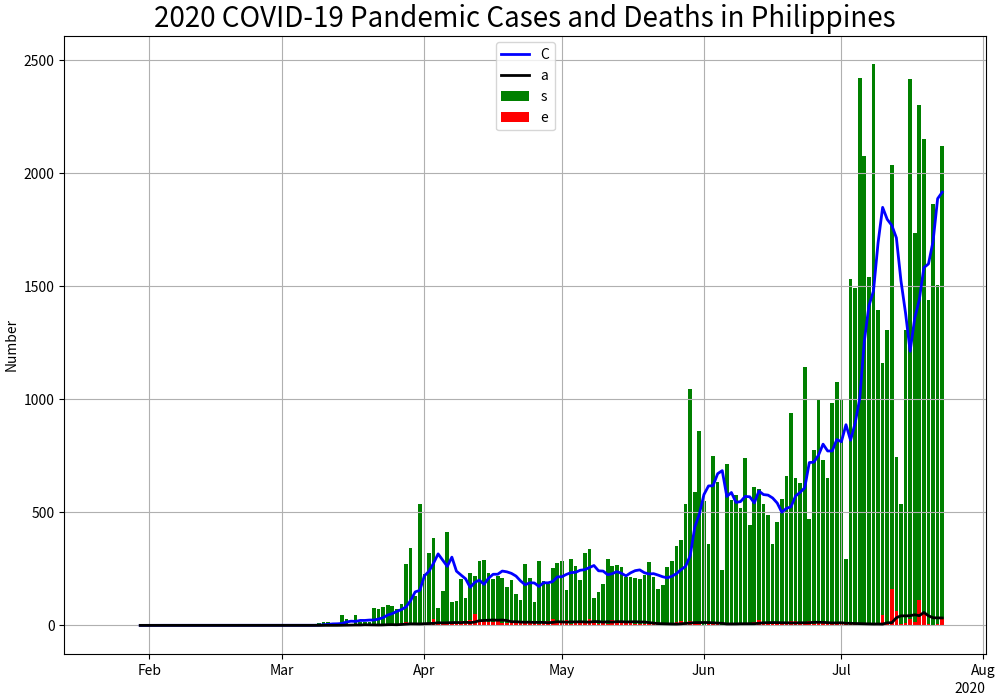 2020 COVID-19 Pandemic Cases and Deaths in Philippines
C
a
s
e
Number
2500
2000
1500
1000
500
0
Feb
Mar
Apr
May
Jun
Jul
Aug
2020